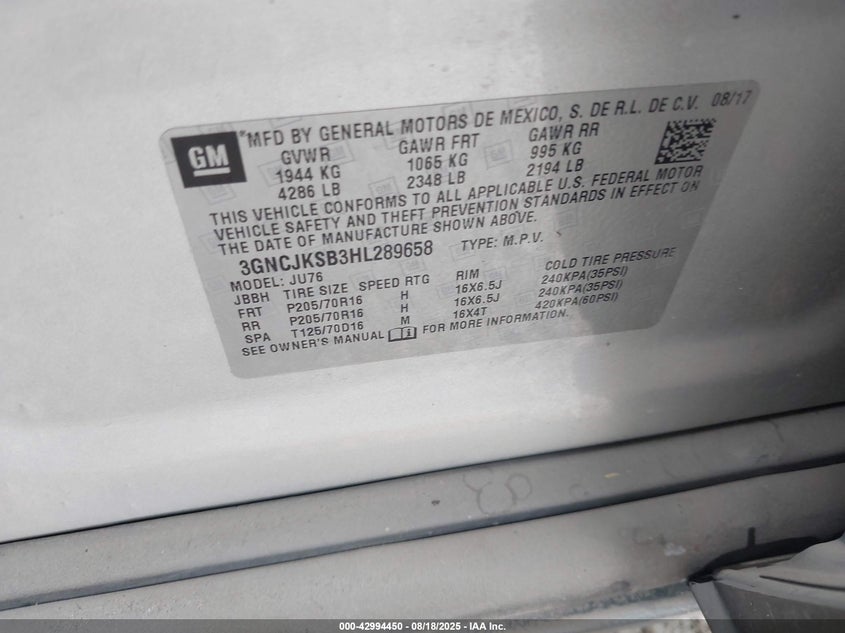 GM
*MFD BY GENERAL MOTORS DE MEXICO, S. DE R.L. DE C.V. 08/17
GVWR GAWR FRT GAWR RR
1944 KG 1065 KG 995 KG
4286 LB 2348 LB 2194 LB
THIS VEHICLE CONFORMS TO ALL APPLICABLE U.S. FEDERAL MOTOR
VEHICLE SAFETY AND THEFT PREVENTION STANDARDS IN EFFECT ON
THE DATE OF MANUFACTURE SHOWN ABOVE.
3GNCJKSB3HL289658 TYPE: M.P.V.
MODEL: JU76
JBBH TIRE SIZE SPEED RTG RIM COLD TIRE PRESSURE
FRT P205/70R16 H 16X6.5J 240KPA(35PSI)
RR P205/70R16 H 16X6.5J 240KPA(35PSI)
SPA T125/70D16 M 16X4T 420KPA(60PSI)
SEE OWNER'S MANUAL FOR MORE INFORMATION.
000-42994450 - 08/18/2025 - IAA Inc.